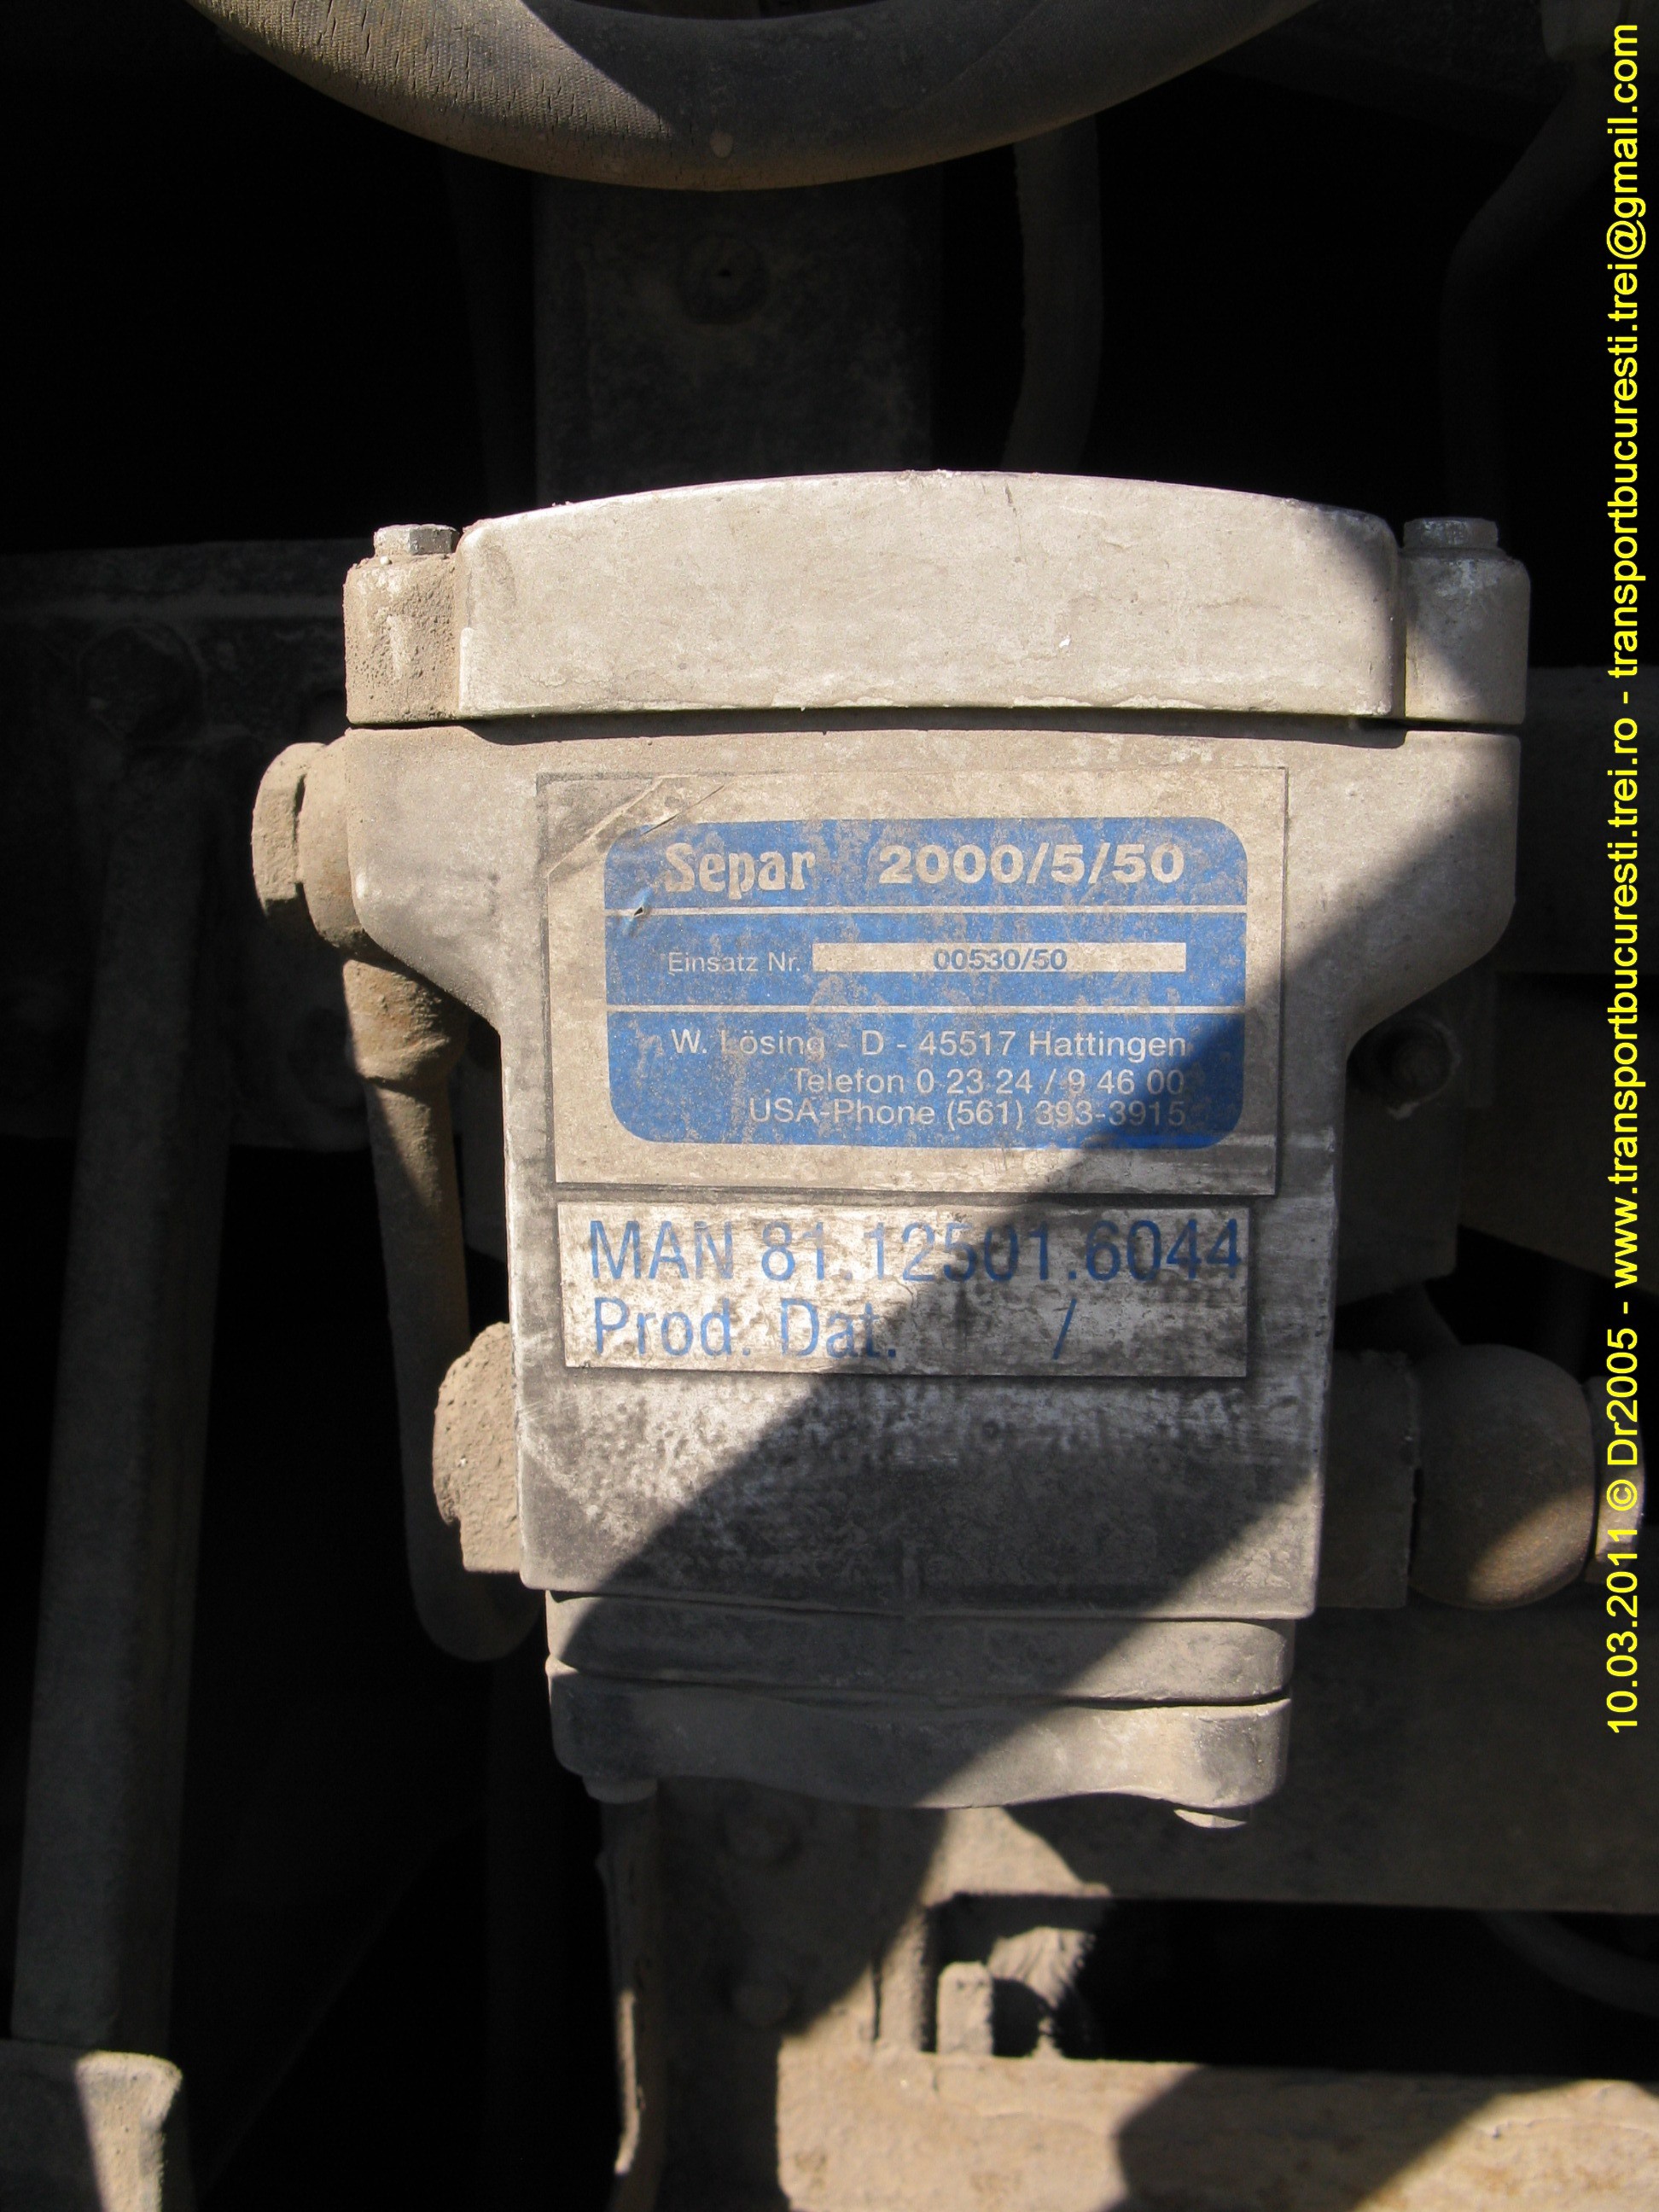 Separ 2000/5/50
Einsatz Nr. 00530/50
W. Lösing - D - 45517 Hattingen
Telefon 0 23 24 / 9 46 00
USA-Phone (561) 393-3915
MAN 81.12501.6044
Prod. Dat. /
10.03.2011 © Dr2005 - www.transportbucuresti.trei.ro - transportbucuresti.trei@gmail.com